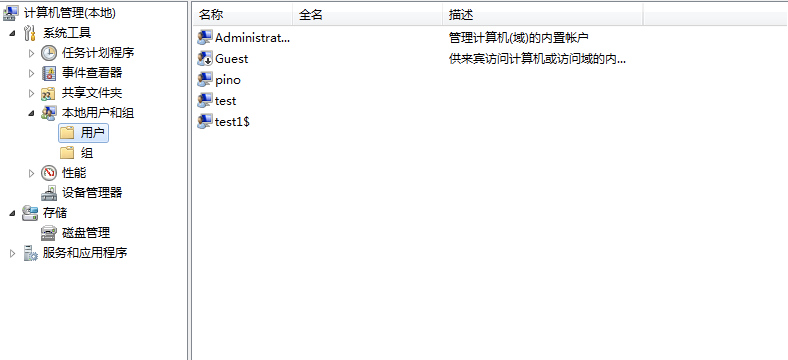 计算机管理(本地)
系统工具
任务计划程序
事件查看器
共享文件夹
本地用户和组
用户
组
性能
设备管理器
存储
磁盘管理
服务和应用程序
名称 全名 描述
Administrat... 管理计算机(域)的内置帐户
Guest 供来宾访问计算机或访问域的内...
pino
test
test1$